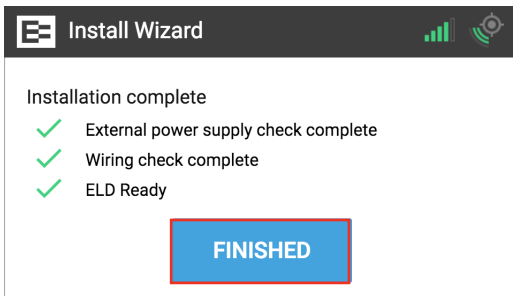 Install Wizard
Installation complete
External power supply check complete
Wiring check complete
ELD Ready
FINISHED